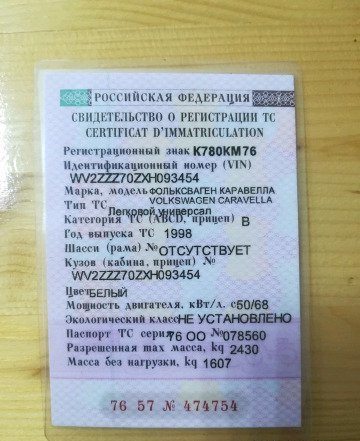 РОССИЙСКАЯ ФЕДЕРАЦИЯ
СВИДЕТЕЛЬСТВО О РЕГИСТРАЦИИ ТС
CERTIFICAT D'IMMATRICULATION
Регистрационный знак К780КМ76
Идентификационный номер (VIN)
WV2ZZZ70ZXH093454
Марка, модель ФОЛЬКСВАГЕН КАРАВЕЛЛА
VOLKSWAGEN CARAVELLA
Тип ТС Легковой универсал
Категория ТС (ABCD, прицеп) B
Год выпуска ТС 1998
Шасси (рама) № ОТСУТСТВУЕТ
Кузов (кабина, прицеп) №
WV2ZZZ70ZXH093454
Цвет БЕЛЫЙ
Мощность двигателя, кВт/л. с 50/68
Экологический класс НЕ УСТАНОВЛЕНО
Паспорт ТС серия 76 ОО № 078560
Разрешенная max масса, kg 2430
Масса без нагрузки, kg 1607
76 57 № 474754